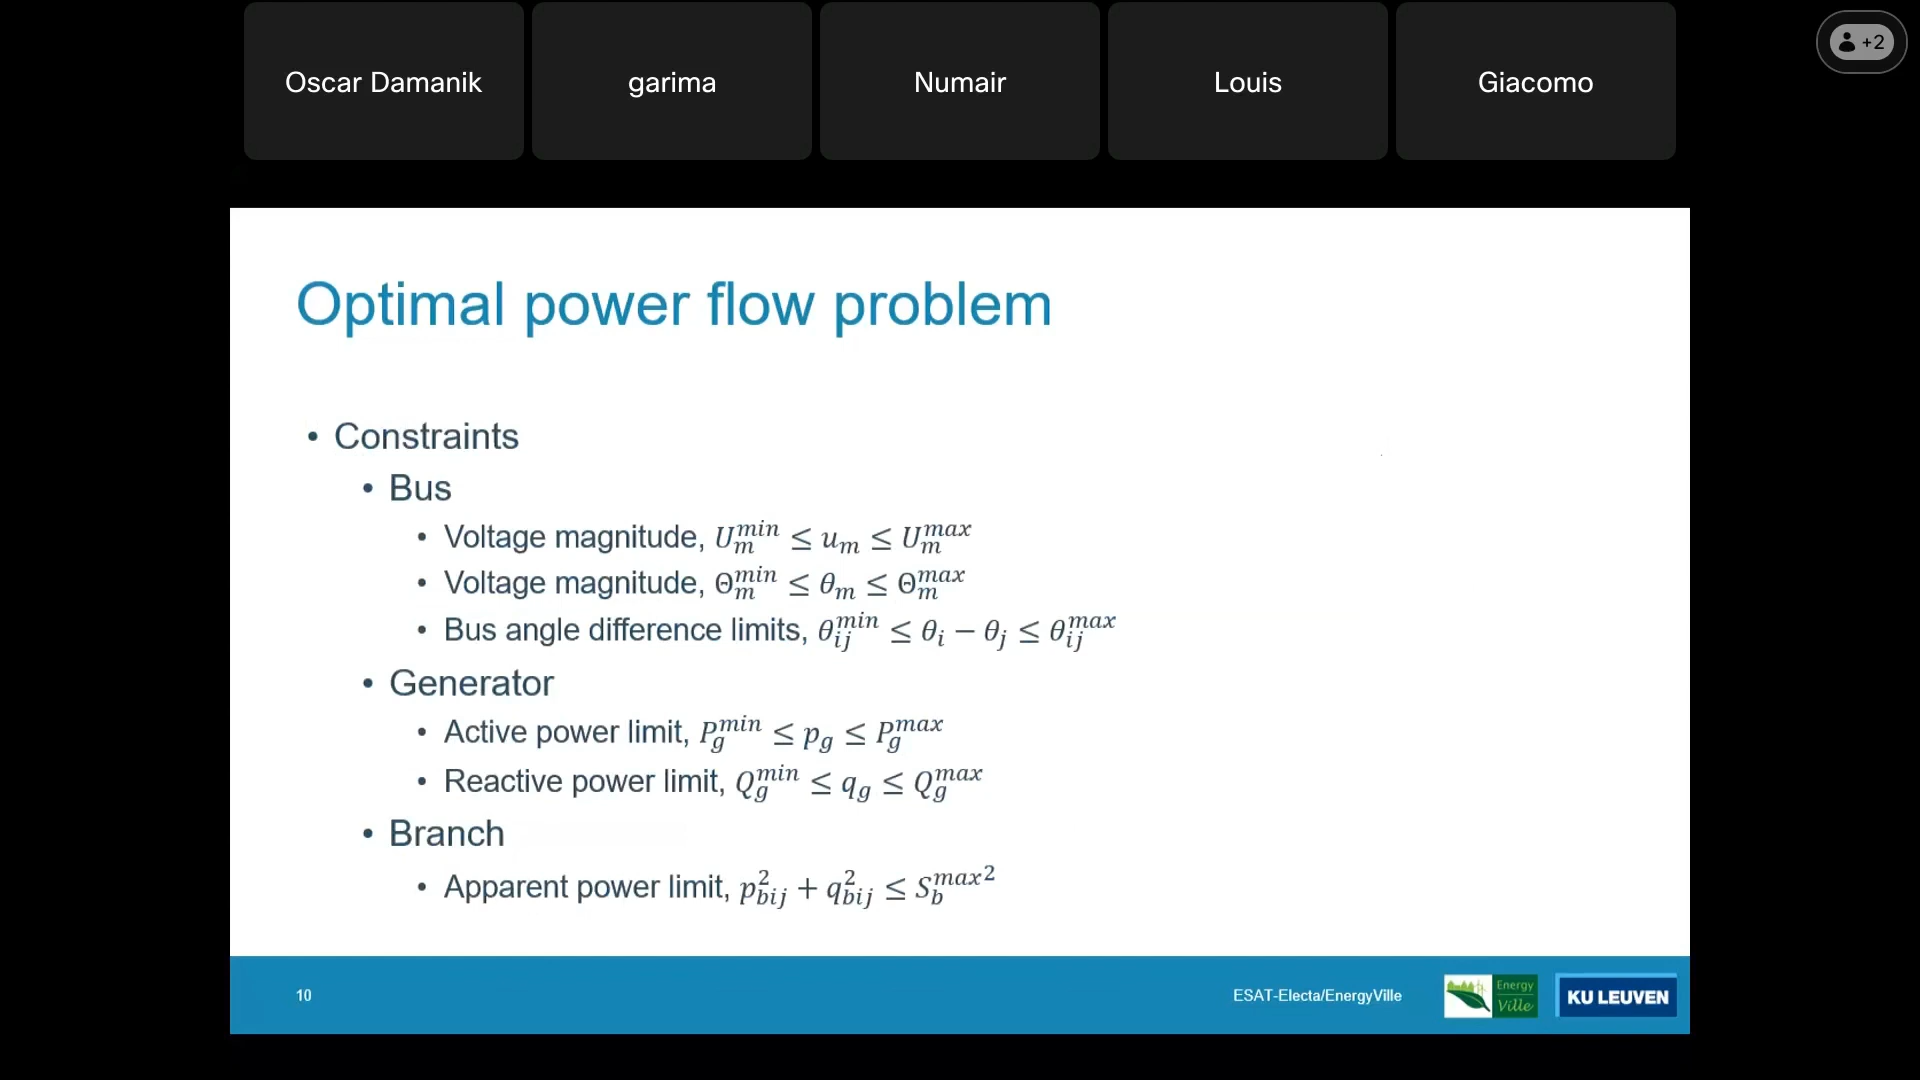 Oscar Damanik
garima
Numair
Louis
Giacomo
+2
Optimal power flow problem
• Constraints
• Bus
• Voltage magnitude, $U_m^{min} \leq u_m \leq U_m^{max}$
• Voltage magnitude, $\Theta_m^{min} \leq \theta_m \leq \Theta_m^{max}$
• Bus angle difference limits, $\theta_{ij}^{min} \leq \theta_i - \theta_j \leq \theta_{ij}^{max}$
• Generator
• Active power limit, $P_g^{min} \leq p_g \leq P_g^{max}$
• Reactive power limit, $Q_g^{min} \leq q_g \leq Q_g^{max}$
• Branch
• Apparent power limit, $p_{bij}^2 + q_{bij}^2 \leq S_b^{max^2}$
10
ESAT-Electa/EnergyVille
Energy
Ville
KU LEUVEN